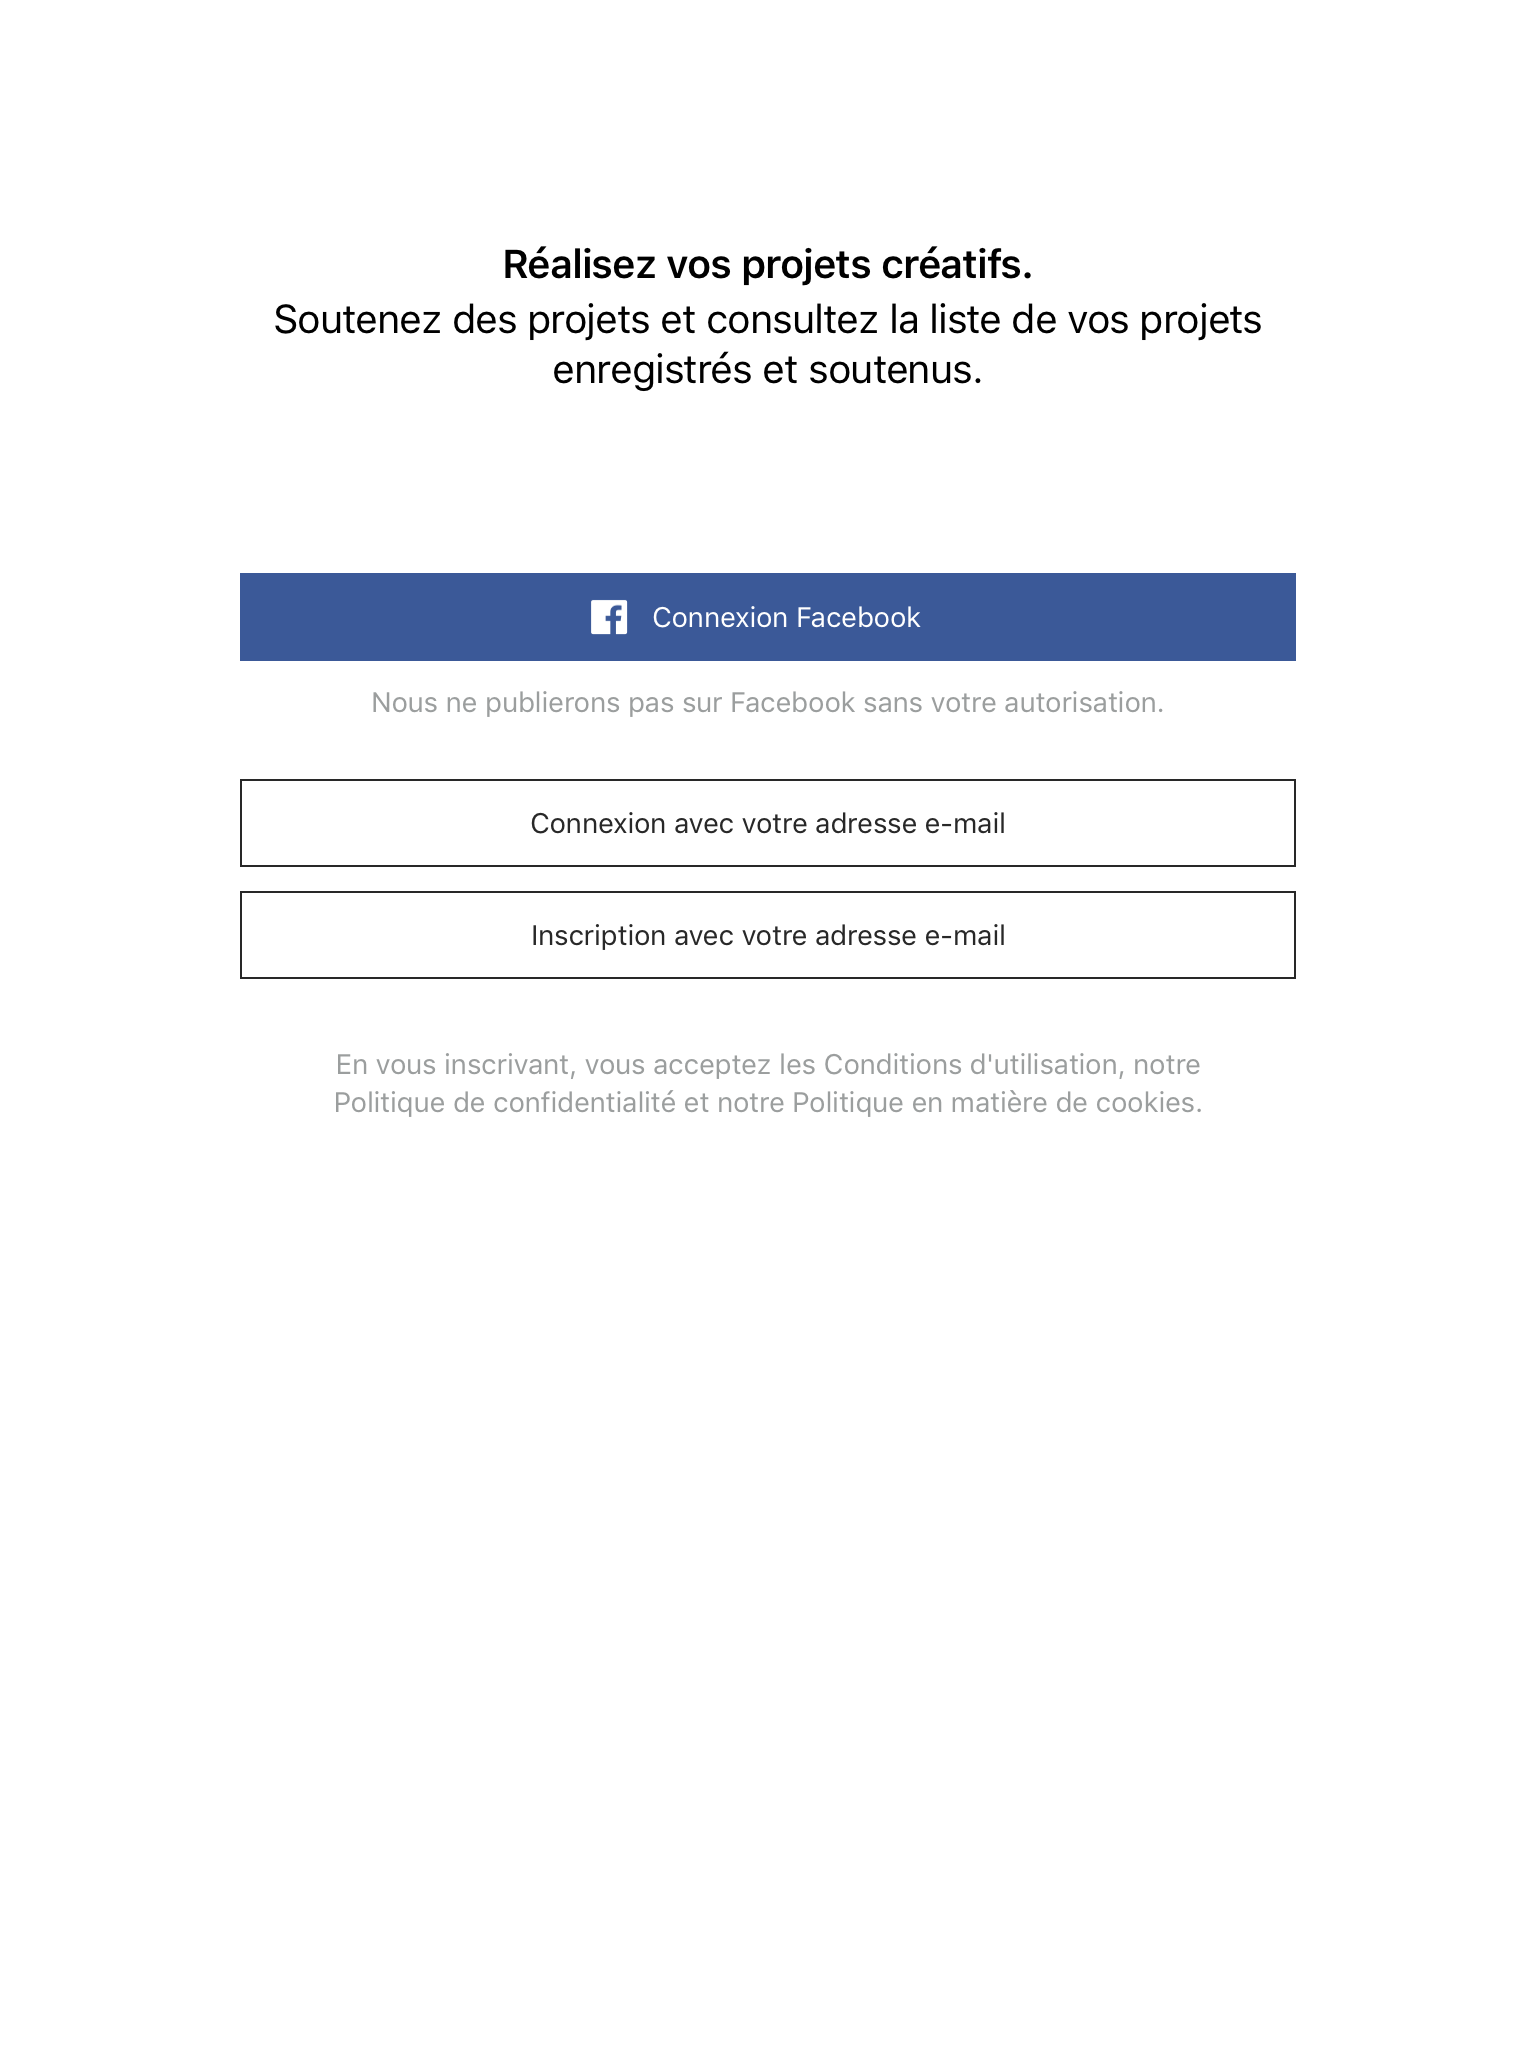 Réalisez vos projets créatifs.
Soutenez des projets et consultez la liste de vos projets
enregistrés et soutenus.
Connexion Facebook
Nous ne publierons pas sur Facebook sans votre autorisation.
Connexion avec votre adresse e-mail
Inscription avec votre adresse e-mail
En vous inscrivant, vous acceptez les Conditions d'utilisation, notre
Politique de confidentialité et notre Politique en matière de cookies.